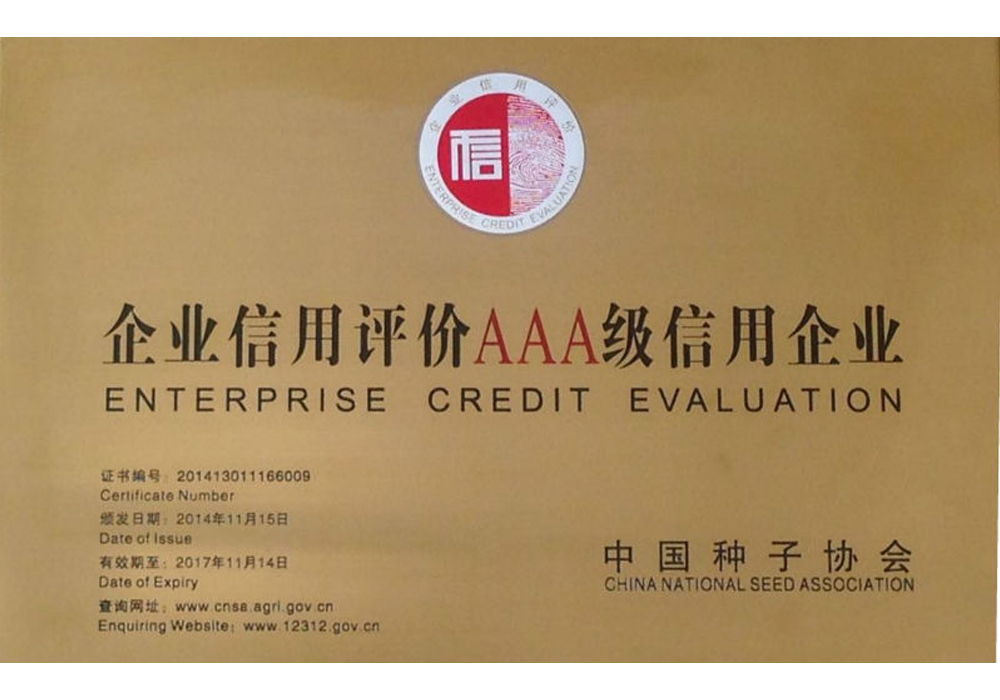 企业信用评价
信
ENTERPRISE CREDIT EVALUATION
企业信用评价AAA级信用企业
ENTERPRISE CREDIT EVALUATION
证书编号：201413011166009
Certificate Number
颁发日期：2014年11月15日
Date of Issue
有效期至：2017年11月14日
Date of Expiry
查询网址：www.cnsa.agri.gov.cn
Enquiring Website：www.12312.gov.cn
中国种子协会
CHINA NATIONAL SEED ASSOCIATION